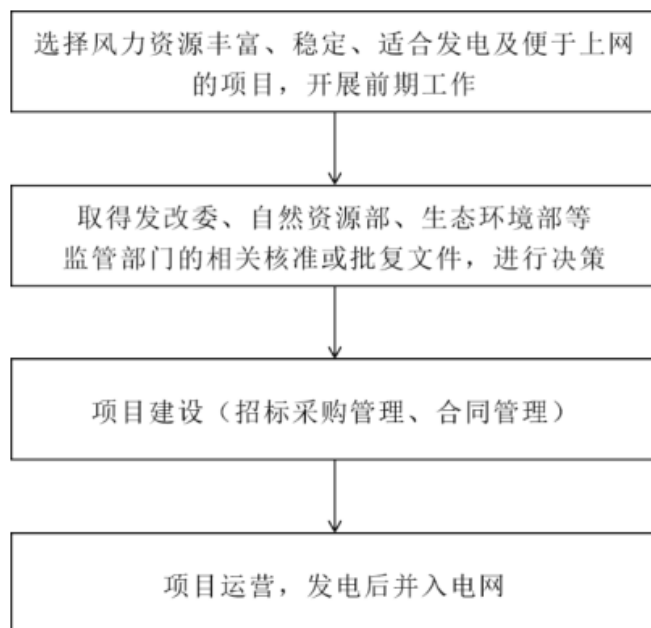 选择风力资源丰富、稳定、适合发电及便于上网
的项目，开展前期工作
取得发改委、自然资源部、生态环境部等
监管部门的相关核准或批复文件，进行决策
项目建设（招标采购管理、合同管理）
项目运营，发电后并入电网